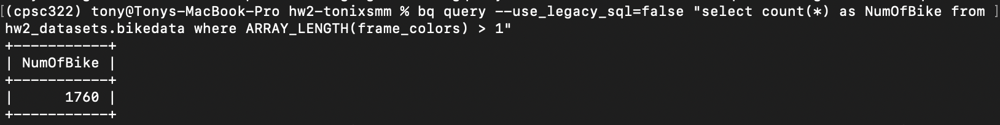 [(cpsc322) tony@Tonys-MacBook-Pro hw2-tonixsmm % bq query --use_legacy_sql=false "select count(*) as NumOfBike from ]
hw2_datasets.bikedata where ARRAY_LENGTH(frame_colors) > 1"
+-----------+
| NumOfBike |
+-----------+
|      1760 |
+-----------+